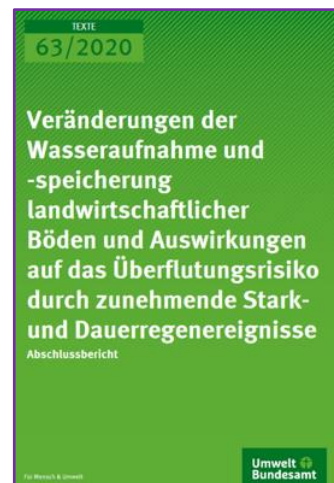 TEXTE
63/2020
Veränderungen der
Wasseraufnahme und
-speicherung
landwirtschaftlicher
Böden und Auswirkungen
auf das Überflutungsrisiko
durch zunehmende Stark-
und Dauerregenereignisse
Abschlussbericht
Für Mensch & Umwelt
Umwelt
Bundesamt